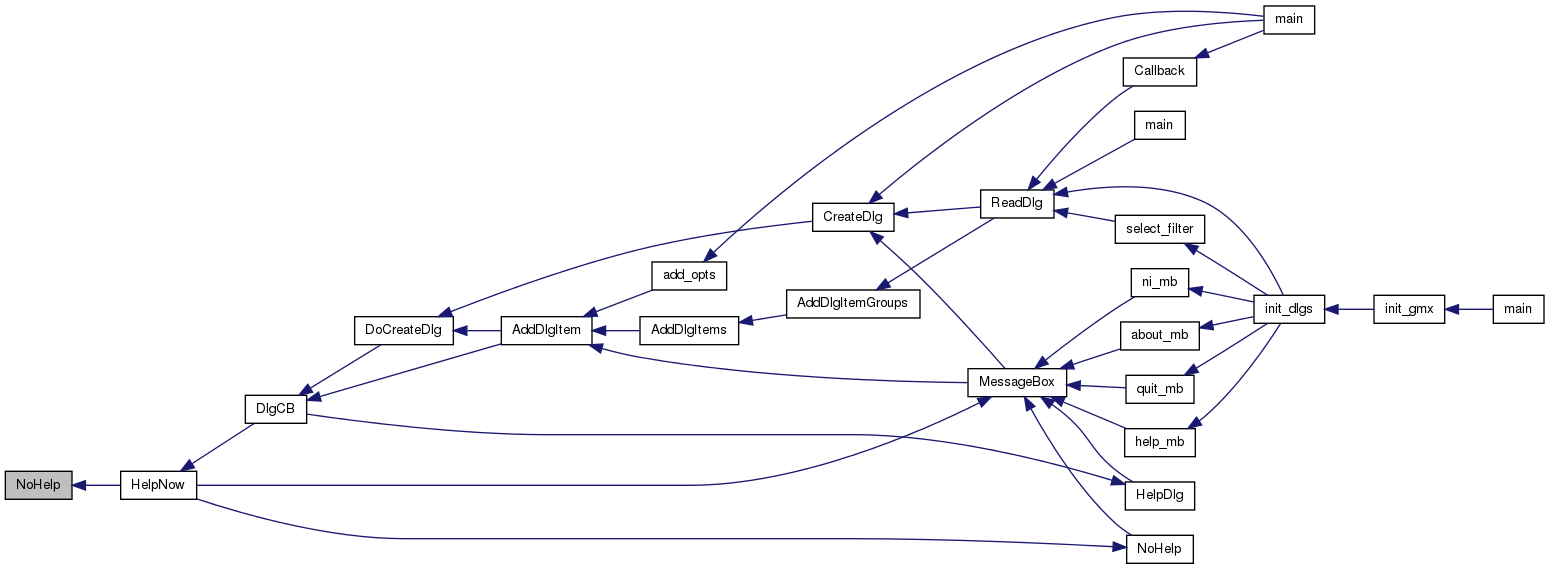 main
Callback
main
ReadDlg
CreateDlg
select_filter
add_opts
ni_mb
AddDlgItemGroups
init_dlgs
init_gmx
main
DoCreateDlg
AddDlgItem
AddDlgItems
about_mb
MessageBox
quit_mb
DlgCB
help_mb
NoHelp
HelpNow
HelpDlg
NoHelp